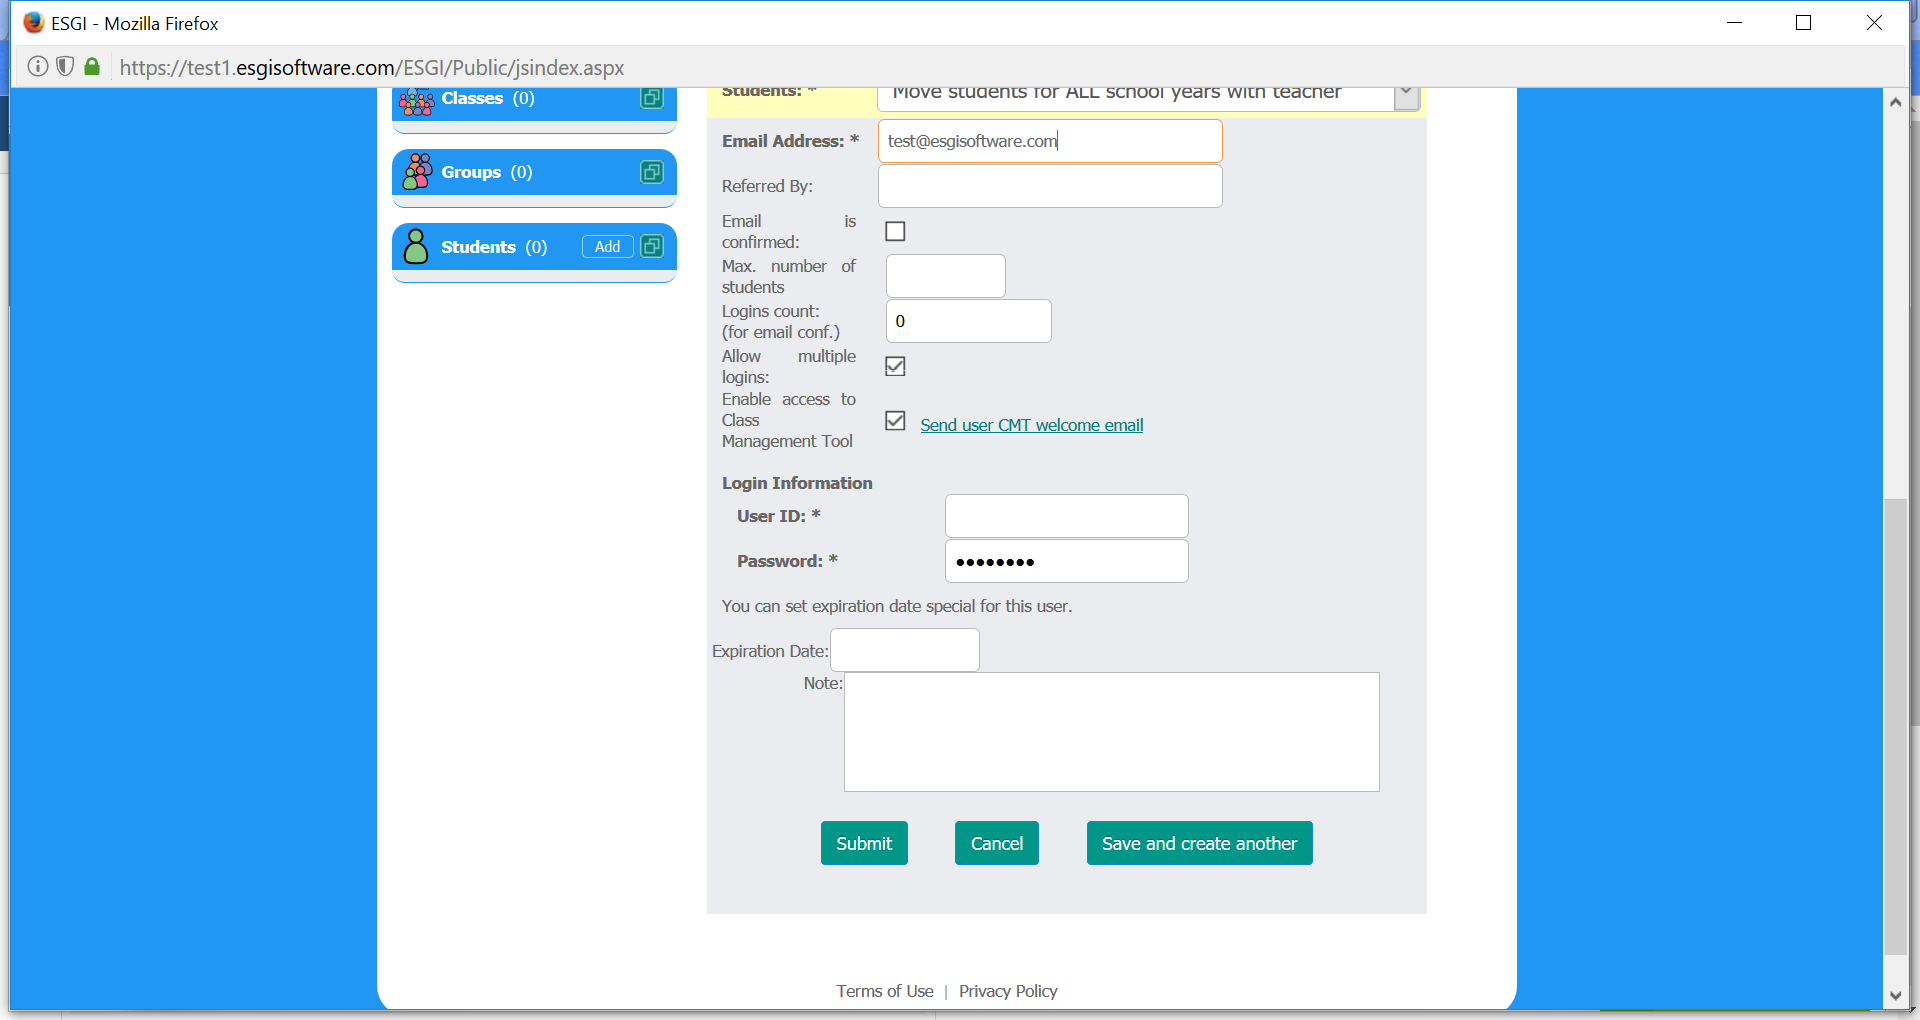 ESGI - Mozilla Firefox
https://test1.esgisoftware.com/ESGI/Public/jsindex.aspx
Classes (0)
Groups (0)
Students (0) Add
Students: * Move students for ALL school years with teacher
Email Address: * test@esgisoftware.com
Referred By:
Email is
confirmed:
Max. number of
students
Logins count:
(for email conf.) 0
Allow multiple
logins:
Enable access to
Class
Management Tool
Send user CMT welcome email
Login Information
User ID: *
Password: * ••••••••
You can set expiration date special for this user.
Expiration Date:
Note:
Submit Cancel Save and create another
Terms of Use | Privacy Policy